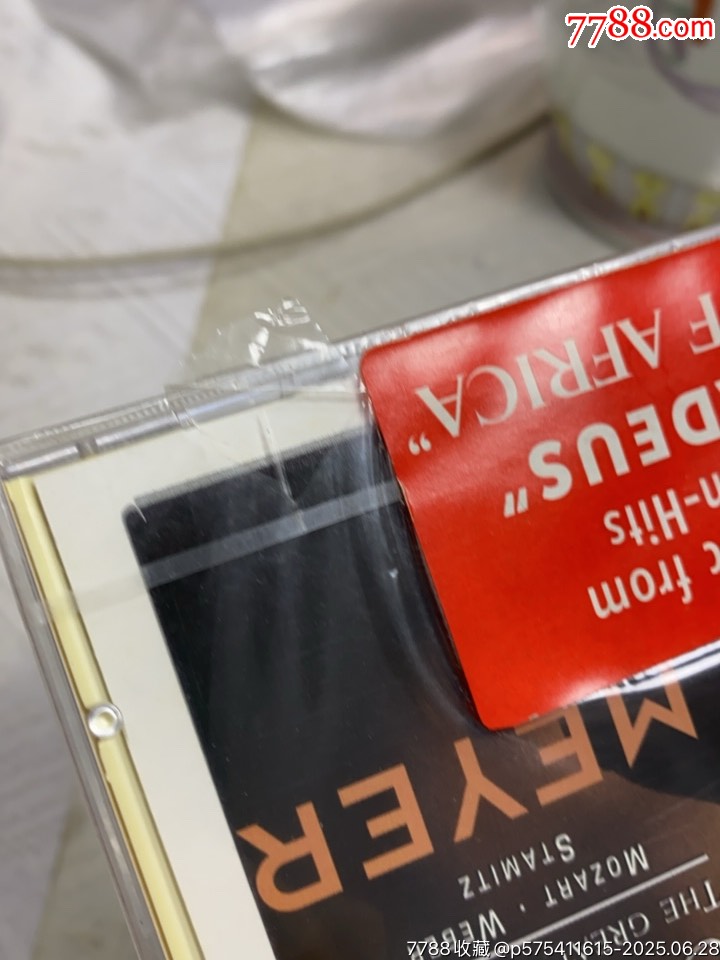 7788.com
THE GREA
MOZART · WEBE
STAMITZ
MEYER
c from
n-Hits
DEUS"
F AFRICA"
7788收藏 @p575411615-2025.06.28